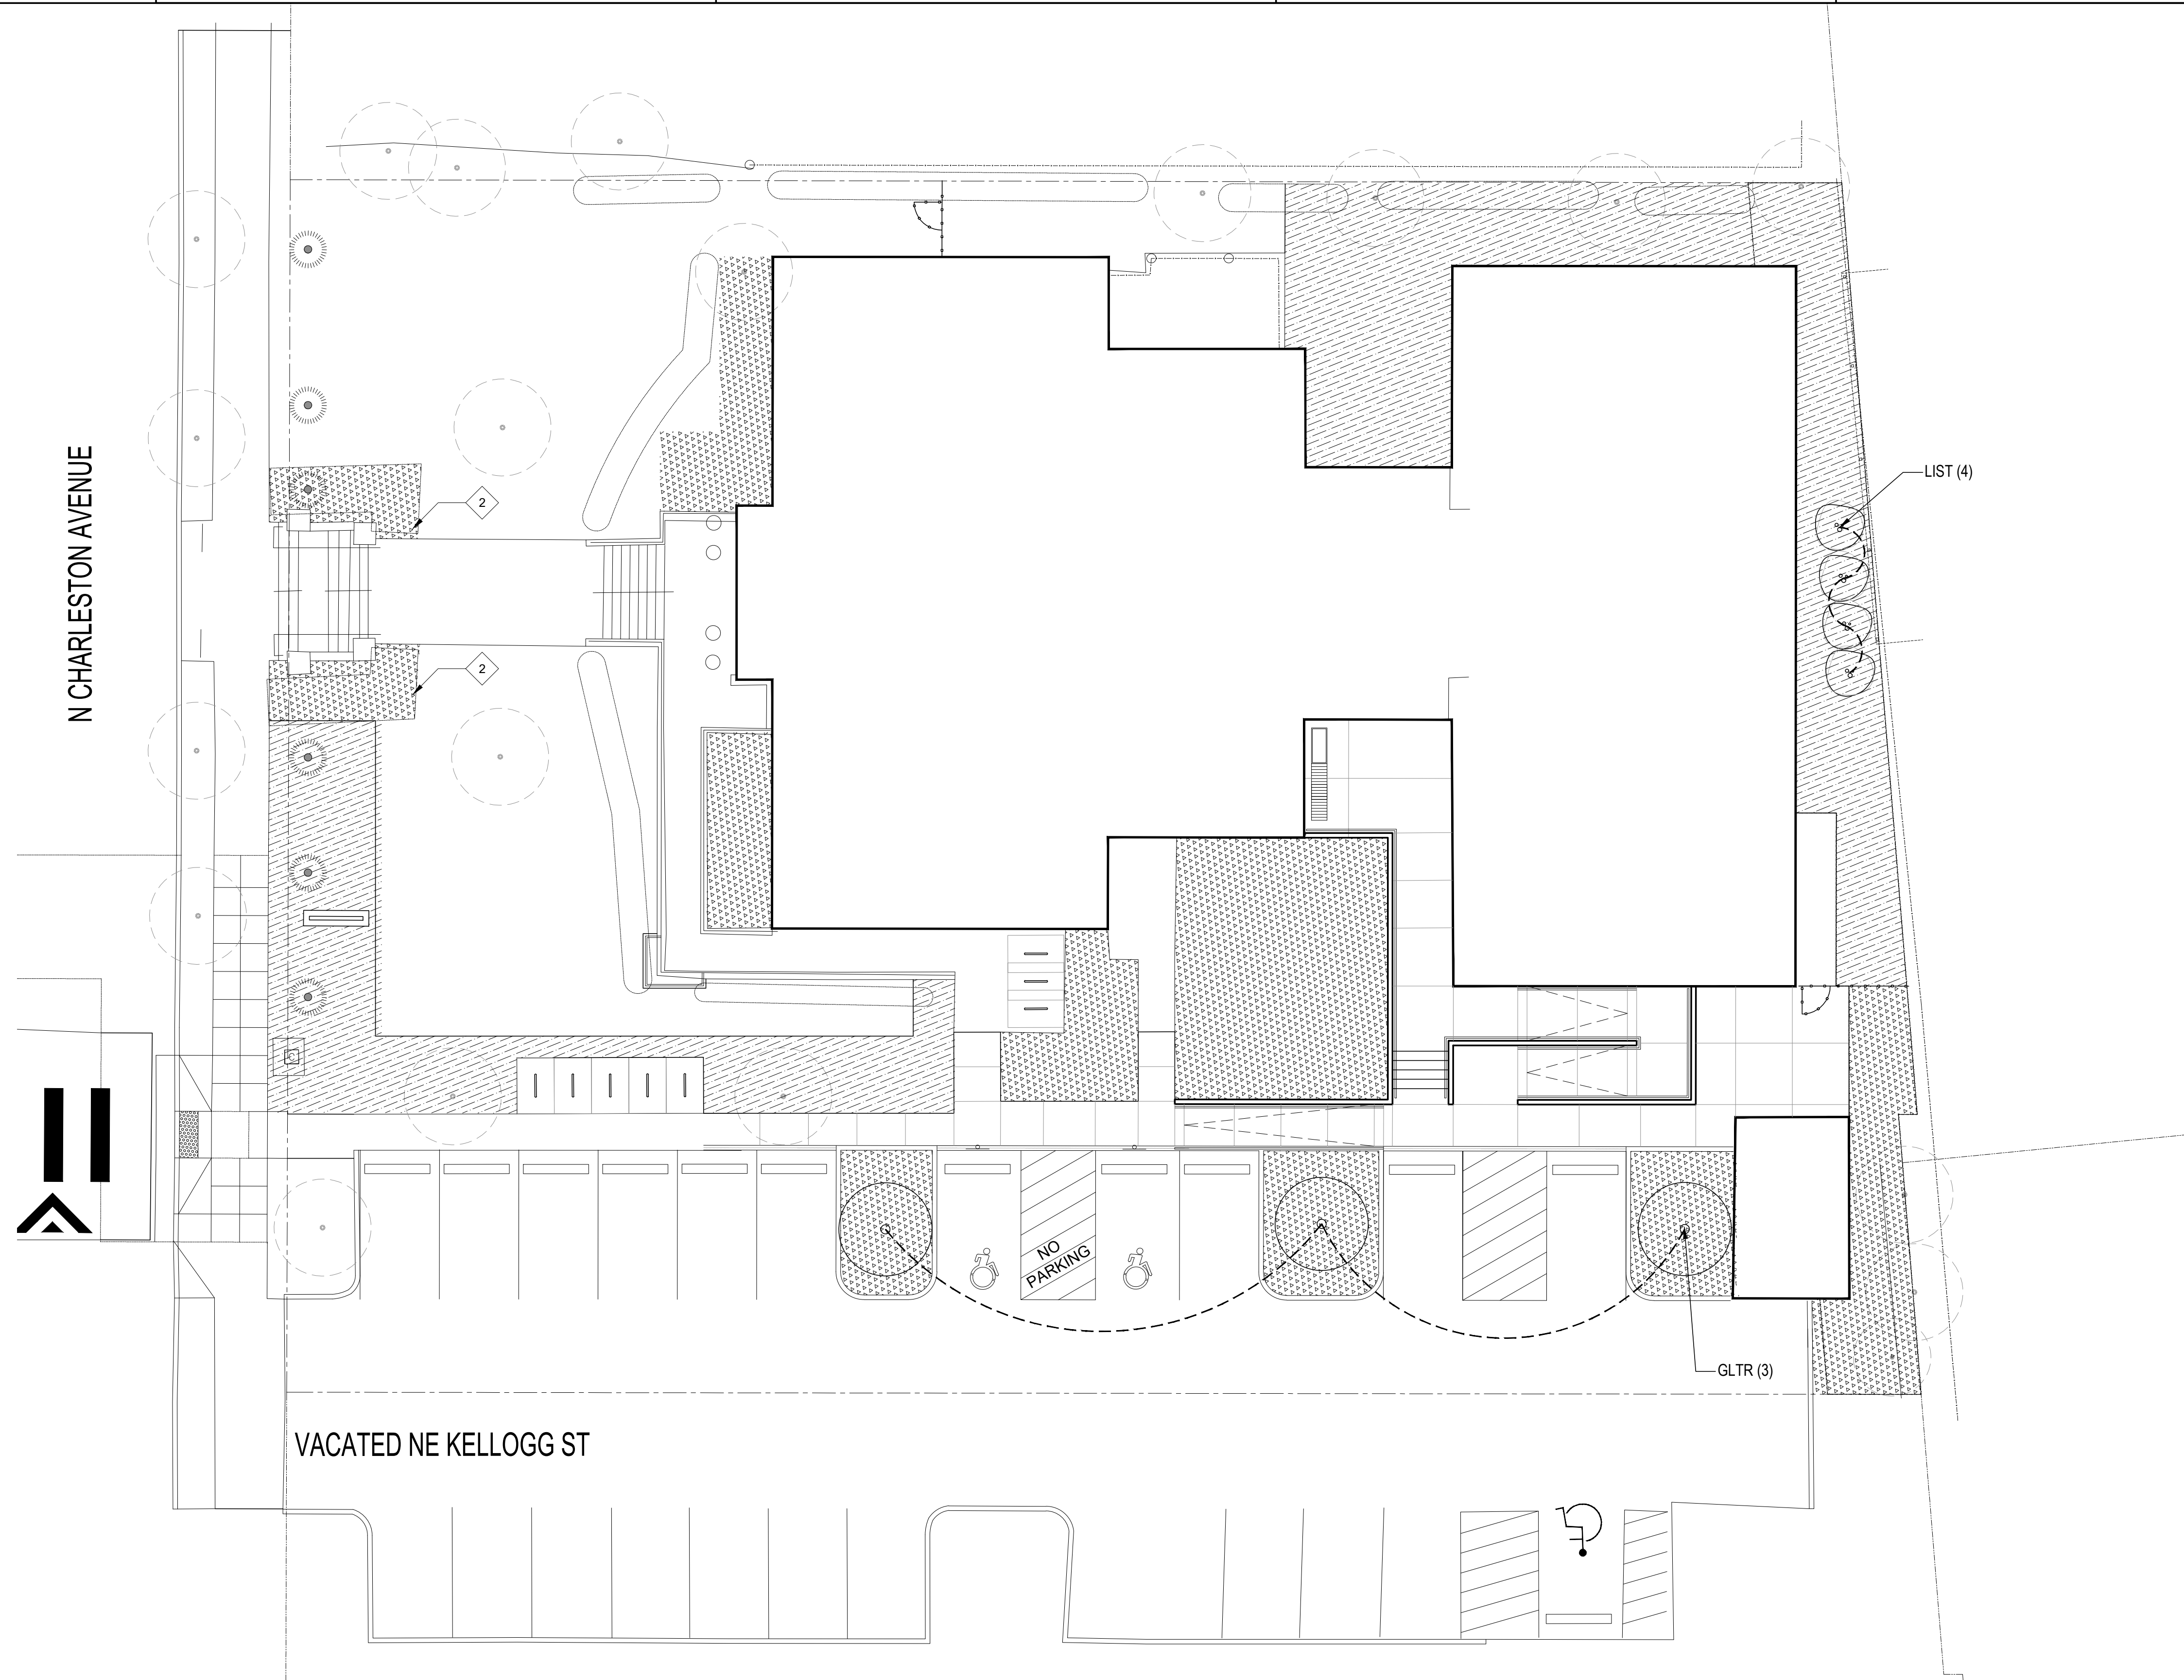 N CHARLESTON AVENUE
2
2
LIST (4)
NO
PARKING
GLTR (3)
VACATED NE KELLOGG ST